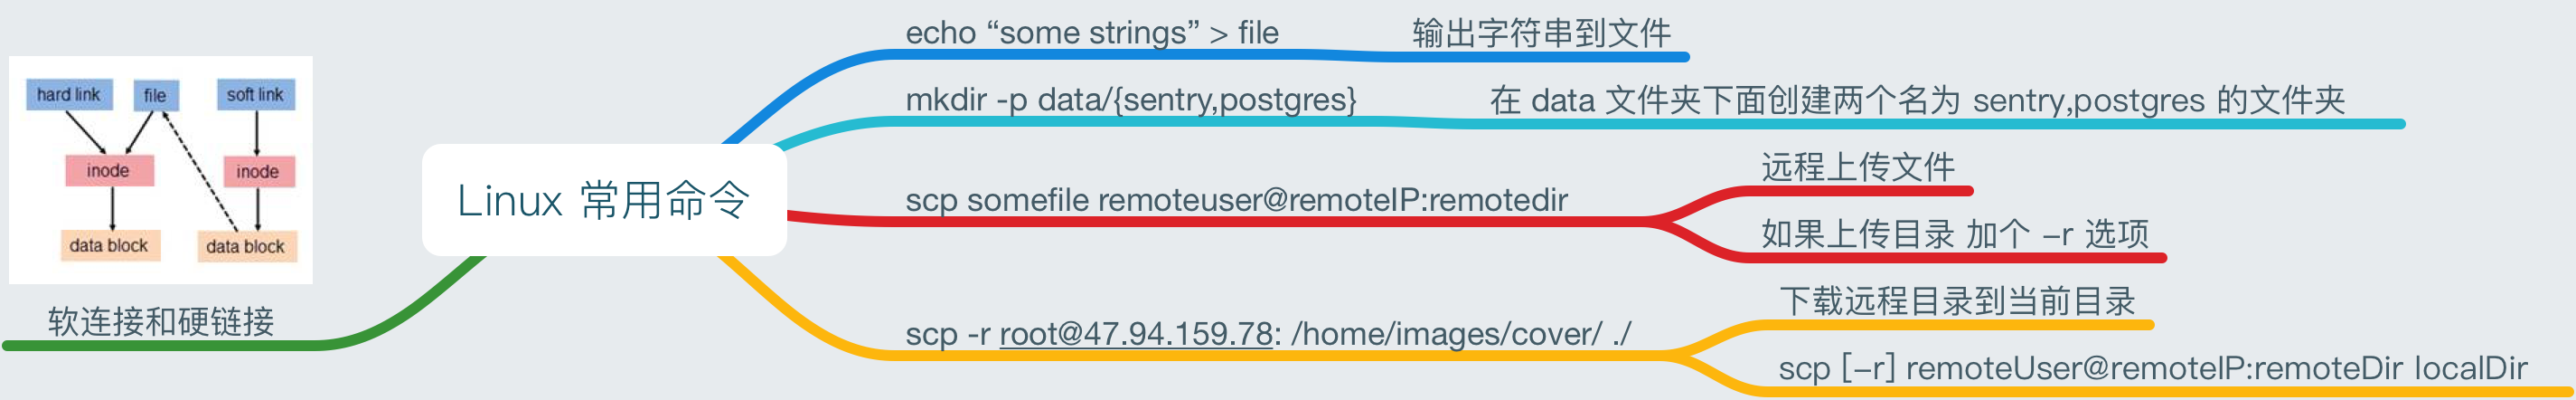 hard link
file
soft link
inode
inode
data block
data block
软连接和硬链接
Linux 常用命令
echo “some strings” > file
输出字符串到文件
mkdir -p data/{sentry,postgres}
在 data 文件夹下面创建两个名为 sentry,postgres 的文件夹
scp somefile remoteuser@remoteIP:remotedir
远程上传文件
如果上传目录 加个 –r 选项
scp -r root@47.94.159.78: /home/images/cover/ ./
下载远程目录到当前目录
scp [–r] remoteUser@remoteIP:remoteDir localDir